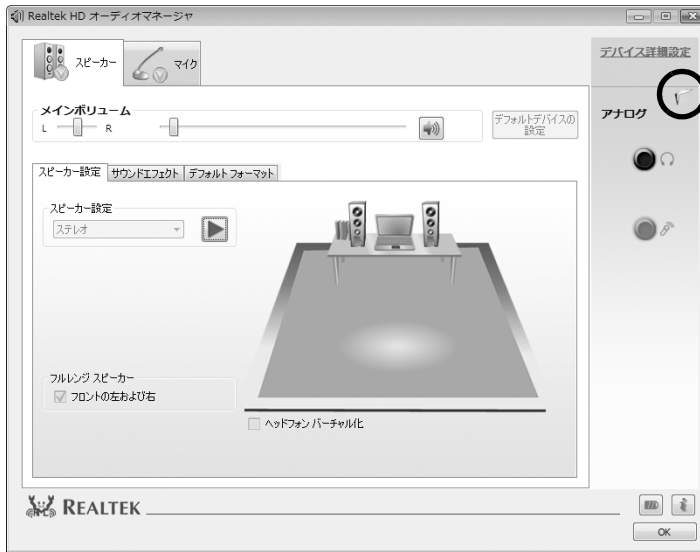 Realtek HD オーディオマネージャ
スピーカー
マイク
デバイス詳細設定
メインボリューム
L
R
デフォルトデバイスの
設定
アナログ
スピーカー設定
サウンドエフェクト
デフォルト フォーマット
スピーカー設定
ステレオ
フルレンジ スピーカー
フロントの左および右
ヘッドフォン バーチャル化
REALTEK
OK